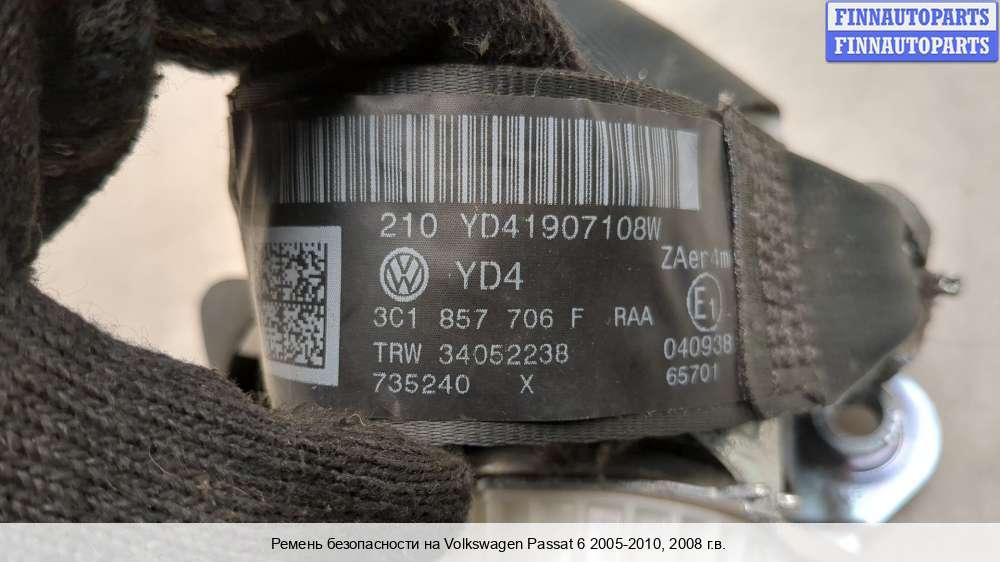 FINNAUTOPARTS
FINNAUTOPARTS
210 YD41907108W
YD4
ZAer4m
3C1 857 706 F RAA
E1
TRW 34052238
040938
735240 X
65701
Ремень безопасности на Volkswagen Passat 6 2005-2010, 2008 г.в.